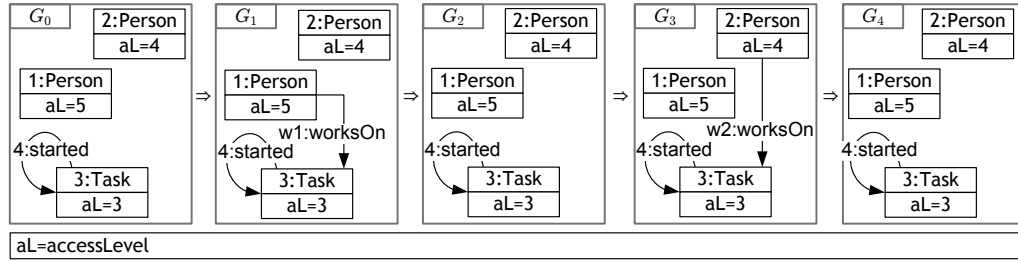 G₀
2:Person
aL=4
1:Person
aL=5
4:started
3:Task
aL=3
⇒
G₁
2:Person
aL=4
1:Person
aL=5
w1:worksOn
4:started
3:Task
aL=3
⇒
G₂
2:Person
aL=4
1:Person
aL=5
4:started
3:Task
aL=3
⇒
G₃
2:Person
aL=4
1:Person
aL=5
w2:worksOn
4:started
3:Task
aL=3
⇒
G₄
2:Person
aL=4
1:Person
aL=5
4:started
3:Task
aL=3
aL=accessLevel